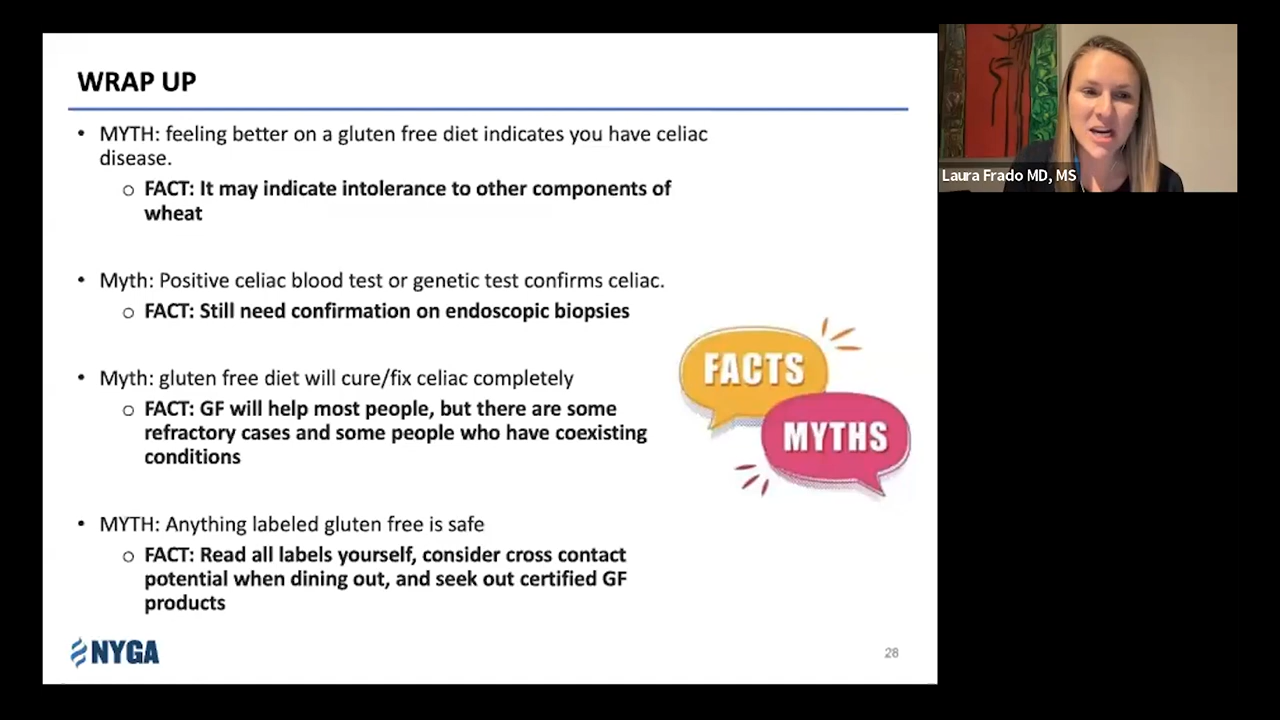 WRAP UP
• MYTH: feeling better on a gluten free diet indicates you have celiac
disease.
o FACT: It may indicate intolerance to other components of
wheat
• Myth: Positive celiac blood test or genetic test confirms celiac.
o FACT: Still need confirmation on endoscopic biopsies
• Myth: gluten free diet will cure/fix celiac completely
o FACT: GF will help most people, but there are some
refractory cases and some people who have coexisting
conditions
• MYTH: Anything labeled gluten free is safe
o FACT: Read all labels yourself, consider cross contact
potential when dining out, and seek out certified GF
products
FACTS
MYTHS
NYGA
28
Laura Frado MD, MS